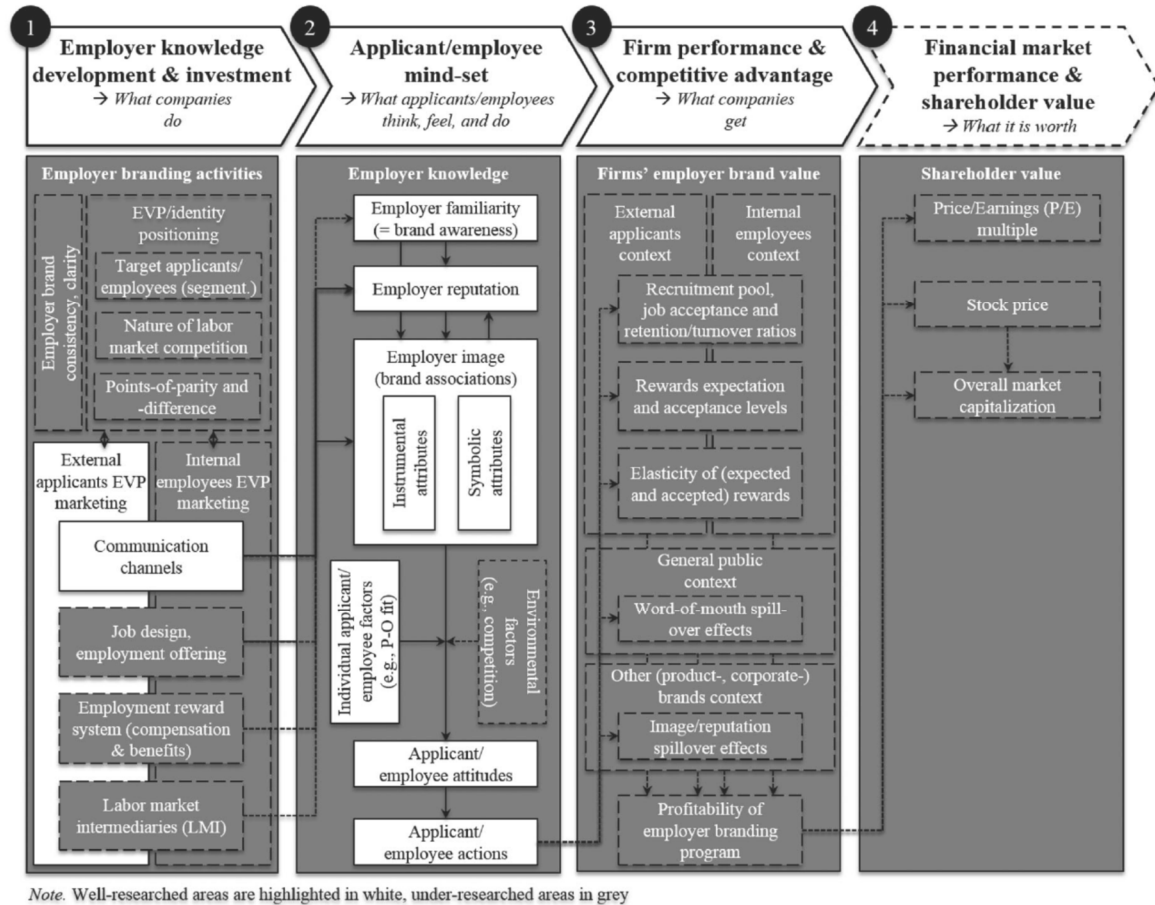 1
Employer knowledge
development & investment
→ What companies
do
2
Applicant/employee
mind-set
→ What applicants/employees
think, feel, and do
3
Firm performance &
competitive advantage
→ What companies
get
4
Financial market
performance &
shareholder value
→ What it is worth
Employer branding activities
Employer brand
consistency, clarity
EVP/identity
positioning
Target applicants/
employees (segment.)
Nature of labor
market competition
Points-of-parity and
-difference
External
applicants EVP
marketing
Internal
employees EVP
marketing
Communication
channels
Job design,
employment offering
Employment reward
system (compensation
& benefits)
Labor market
intermediaries (LMI)
Employer knowledge
Employer familiarity
(= brand awareness)
Employer reputation
Employer image
(brand associations)
Instrumental
attributes
Symbolic
attributes
Individual applicant/
employee factors
(e.g., P-O fit)
Environmental
factors
(e.g., competition)
Applicant/
employee attitudes
Applicant/
employee actions
Firms' employer brand value
External
applicants
context
Internal
employees
context
Recruitment pool,
job acceptance and
retention/turnover ratios
Rewards expectation
and acceptance levels
Elasticity of (expected
and accepted) rewards
General public
context
Word-of-mouth spill-
over effects
Other (product-, corporate-)
brands context
Image/reputation
spillover effects
Profitability of
employer branding
program
Shareholder value
Price/Earnings (P/E)
multiple
Stock price
Overall market
capitalization
Note. Well-researched areas are highlighted in white, under-researched areas in grey